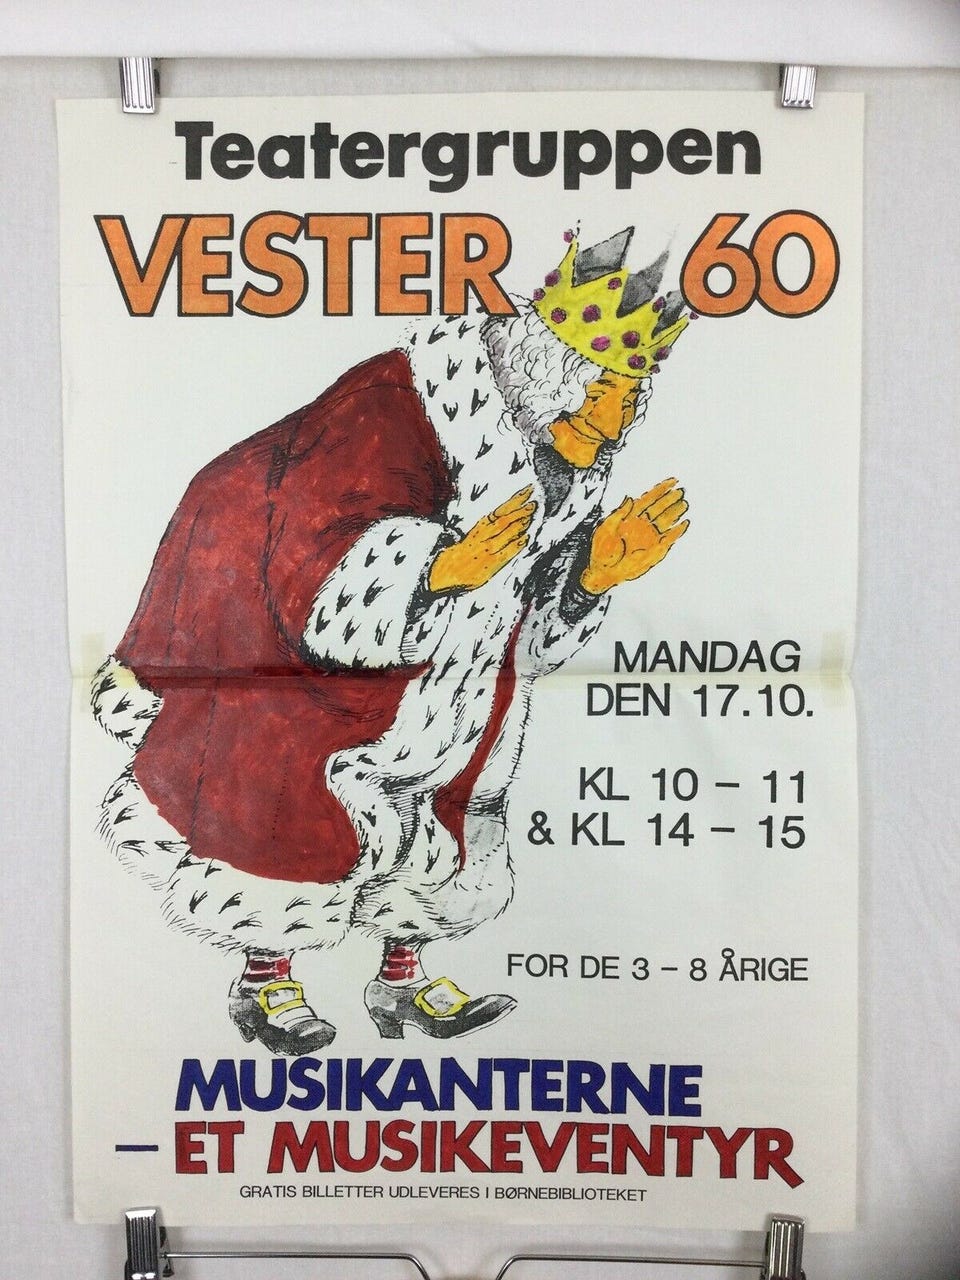 Teatergruppen
VESTER 60
MANDAG
DEN 17.10.
KL 10 – 11
& KL 14 – 15
FOR DE 3 – 8 ÅRIGE
MUSIKANTERNE
– ET MUSIKEVENTYR
GRATIS BILLETTER UDLEVERES I BØRNEBIBLIOTEKET